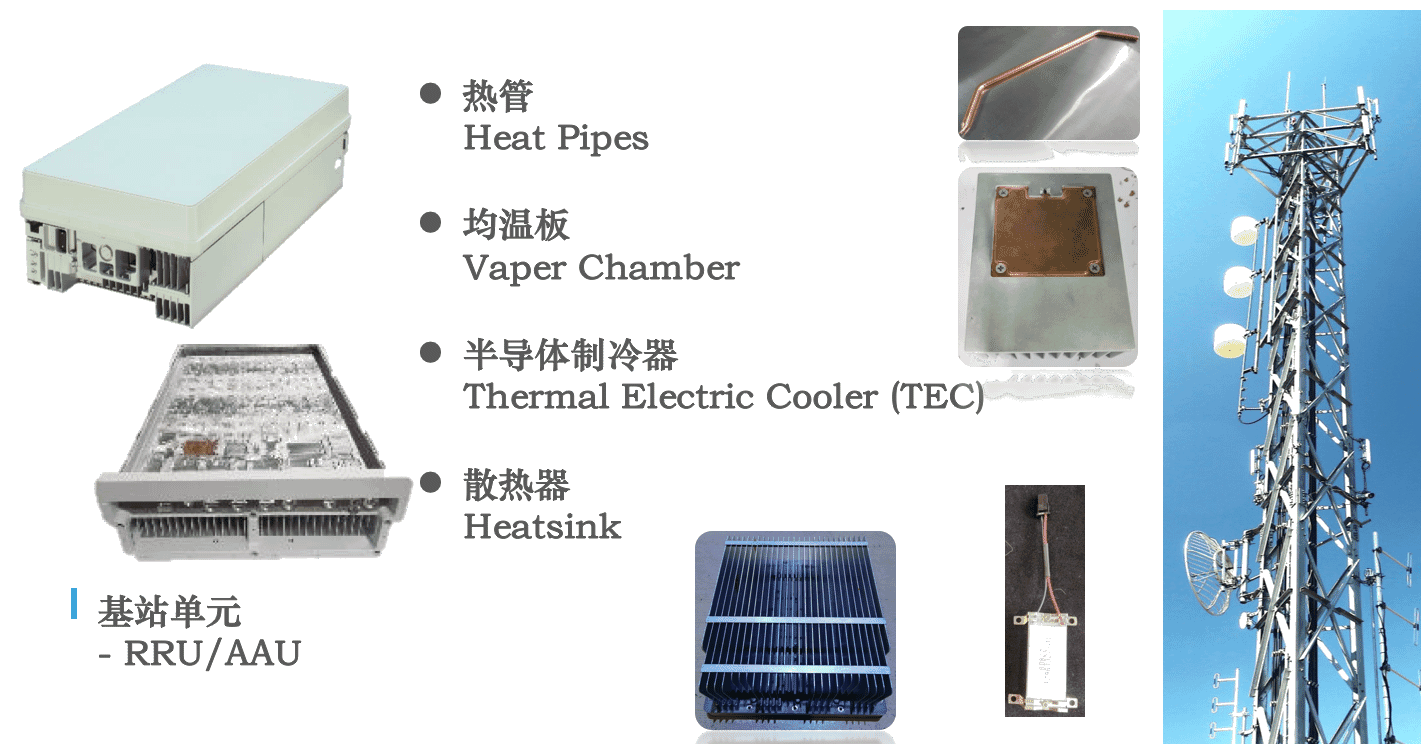 热管
Heat Pipes
均温板
Vaper Chamber
半导体制冷器
Thermal Electric Cooler (TEC)
散热器
Heatsink
基站单元
- RRU/AAU